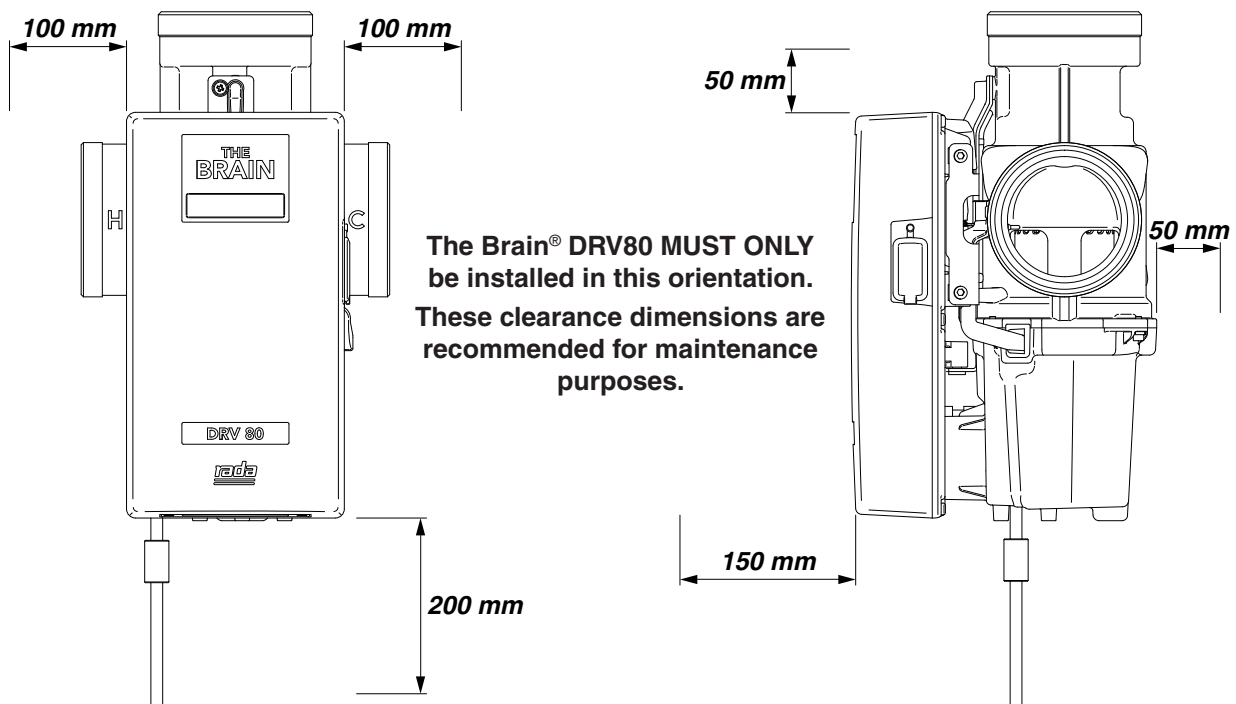 100 mm
100 mm
50 mm
THE
BRAIN
H
C
The Brain® DRV80 MUST ONLY
be installed in this orientation.
50 mm
These clearance dimensions are
recommended for maintenance
purposes.
DRV 80
rada
150 mm
200 mm